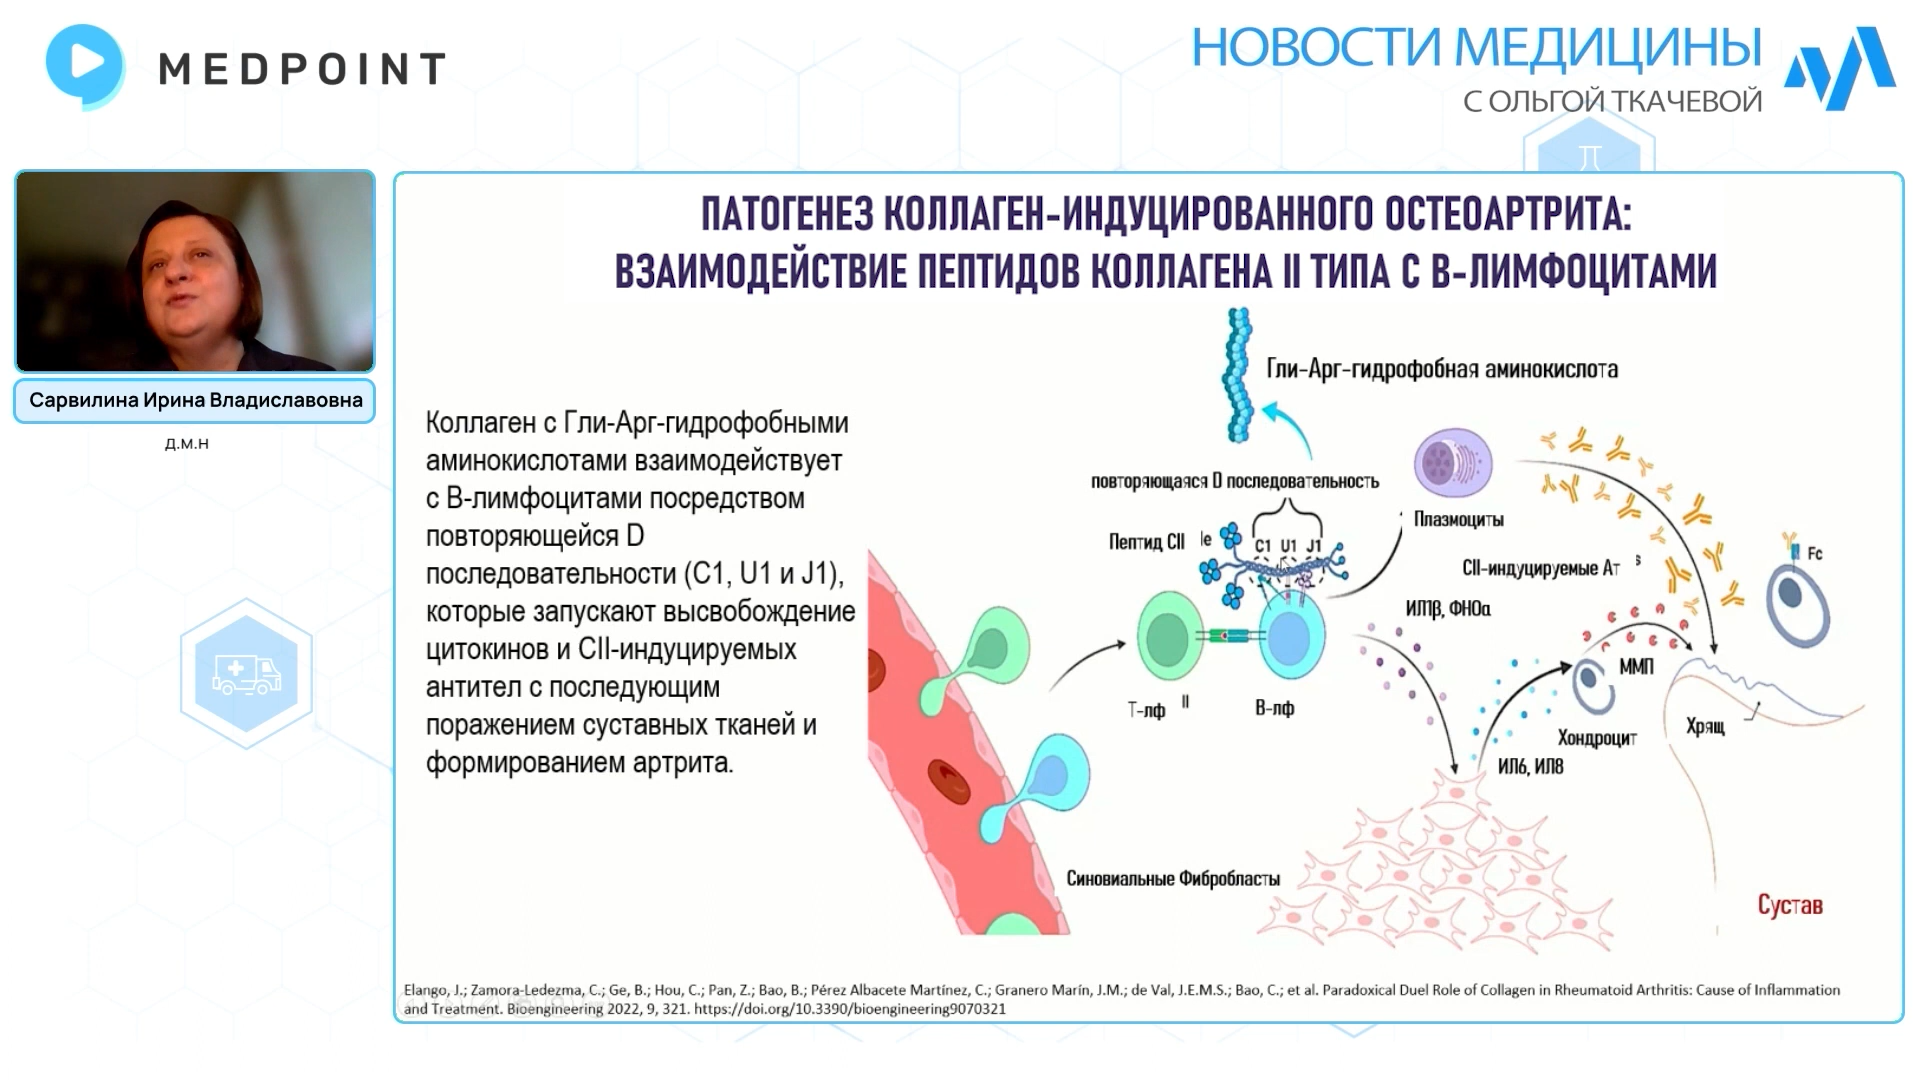 MEDPOINT
НОВОСТИ МЕДИЦИНЫ
С ОЛЬГОЙ ТКАЧЕВОЙ
Сарвилина Ирина Владиславовна
д.м.н
ПАТОГЕНЕЗ КОЛЛАГЕН-ИНДУЦИРОВАННОГО ОСТЕОАРТРИТА:
ВЗАИМОДЕЙСТВИЕ ПЕПТИДОВ КОЛЛАГЕНА II ТИПА С В-ЛИМФОЦИТАМИ
Коллаген с Гли-Арг-гидрофобными
аминокислотами взаимодействует
с В-лимфоцитами посредством
повторяющейся D
последовательности (C1, U1 и J1),
которые запускают высвобождение
цитокинов и CII-индуцируемых
антител с последующим
поражением суставных тканей и
формированием артрита.
Гли-Арг-гидрофобная аминокислота
повторяющаяся D последовательность
Пептид CII
le
C1 U1 J1
Плазмоциты
CII-индуцируемые Ат
s
Fc
ИЛ1β, ФНОα
Т-лф
II
В-лф
ММП
Хондроцит
ИЛ6, ИЛ8
Хрящ
Синовиальные Фибробласты
Сустав
Elango, J.; Zamora-Ledezma, C.; Ge, B.; Hou, C.; Pan, Z.; Bao, B.; Pérez Albacete Martínez, C.; Granero Marín, J.M.; de Val, J.E.M.S.; Bao, C.; et al. Paradoxical Duel Role of Collagen in Rheumatoid Arthritis: Cause of Inflammation
and Treatment. Bioengineering 2022, 9, 321. https://doi.org/10.3390/bioengineering9070321